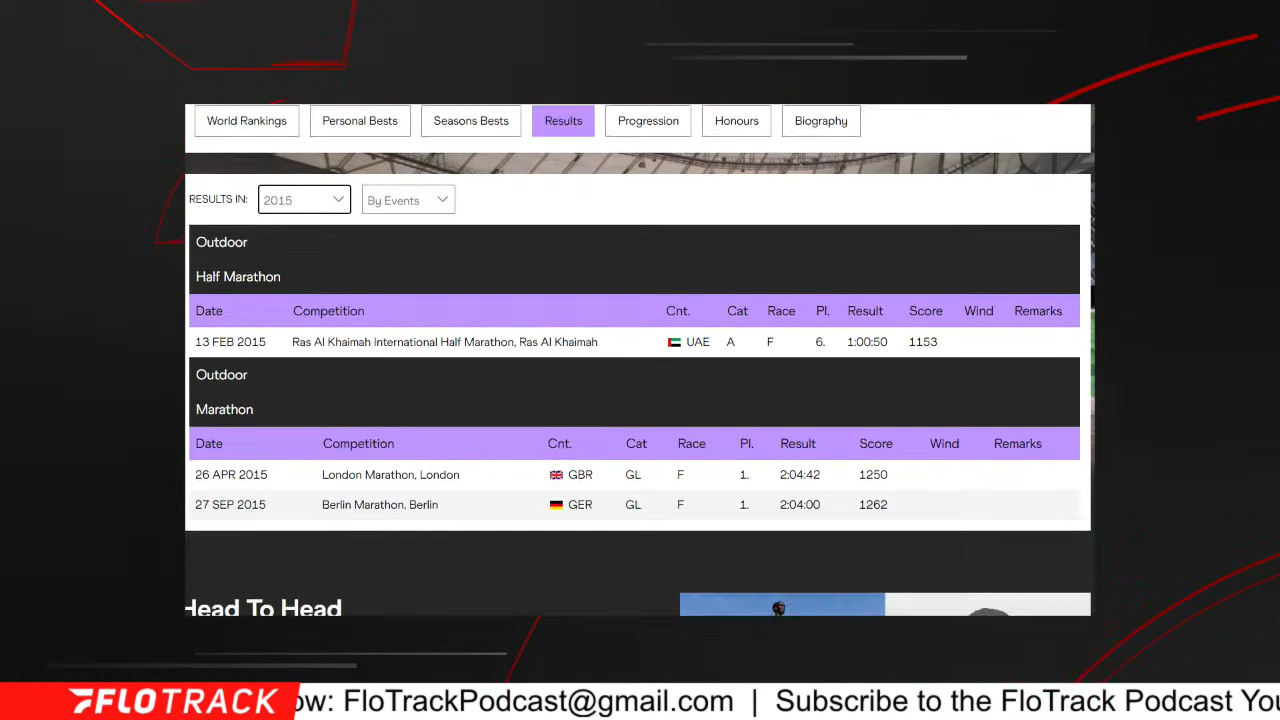 World Rankings Personal Bests Seasons Bests Results Progression Honours Biography
RESULTS IN: 2015 By Events
Outdoor
Half Marathon
Date Competition Cnt. Cat Race Pl. Result Score Wind Remarks
13 FEB 2015 Ras Al Khaimah International Half Marathon, Ras Al Khaimah UAE A F 6. 1:00:50 1153
Outdoor
Marathon
Date Competition Cnt. Cat Race Pl. Result Score Wind Remarks
26 APR 2015 London Marathon, London GBR GL F 1. 2:04:42 1250
27 SEP 2015 Berlin Marathon, Berlin GER GL F 1. 2:04:00 1262
Head To Head
FLOTRACK ow: FloTrackPodcast@gmail.com | Subscribe to the FloTrack Podcast You